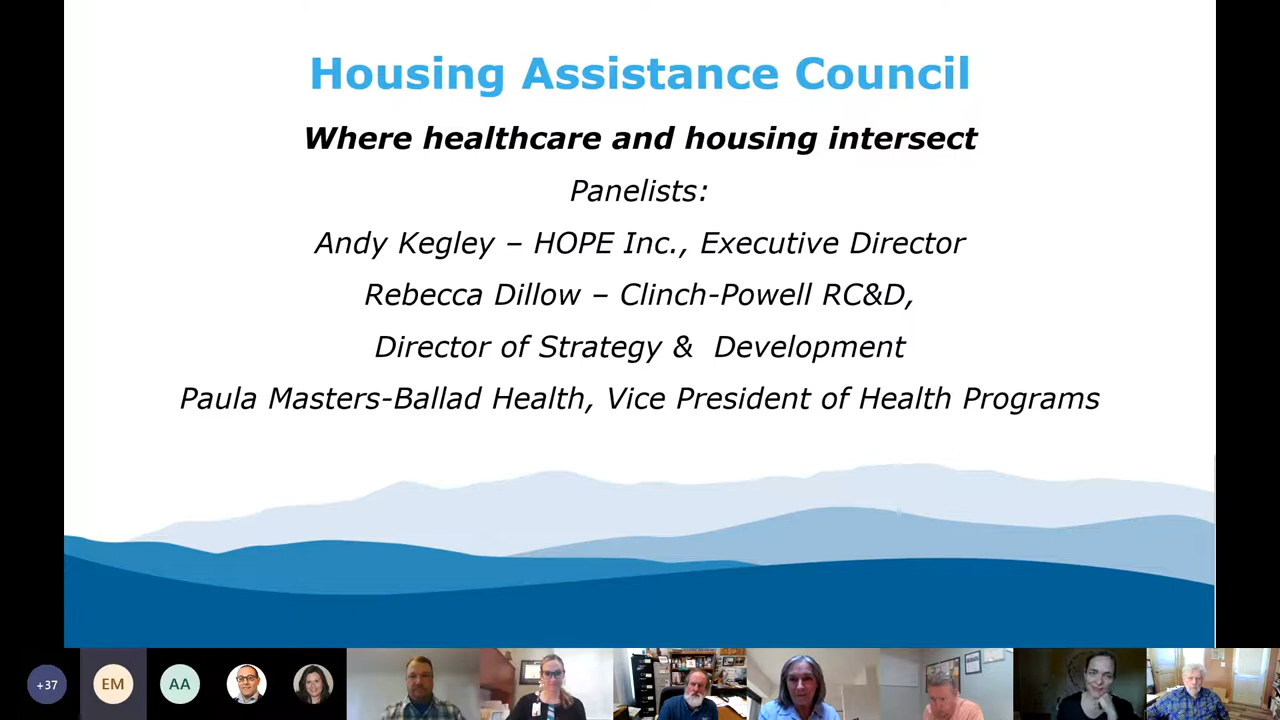 Housing Assistance Council
Where healthcare and housing intersect
Panelists:
Andy Kegley – HOPE Inc., Executive Director
Rebecca Dillow – Clinch-Powell RC&D,
Director of Strategy &  Development
Paula Masters-Ballad Health, Vice President of Health Programs
+37
EM
AA